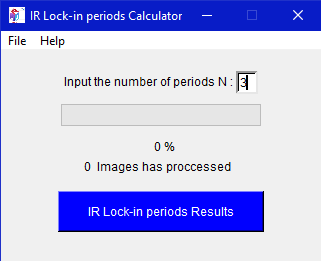 IR Lock-in periods Calculator
File Help
Input the number of periods N : 3
0 %
0 Images has proccessed
IR Lock-in periods Results